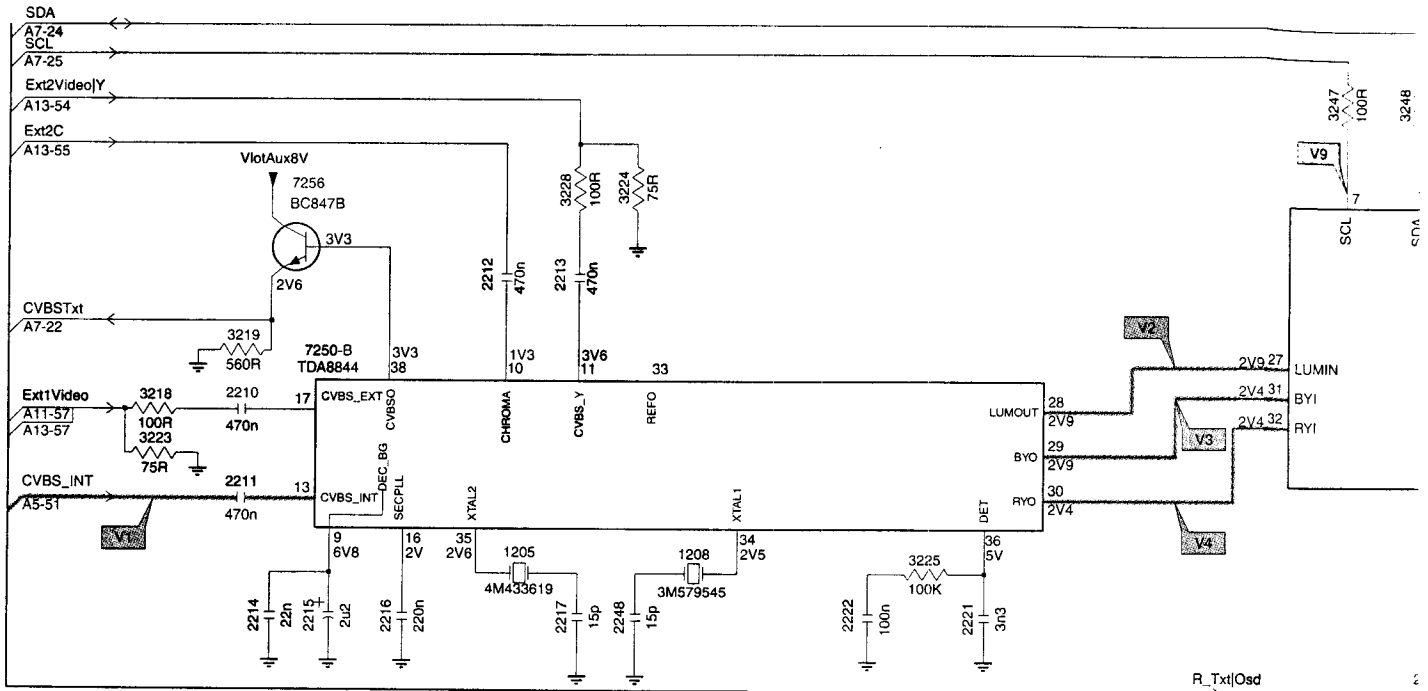 SDA
A7-24
SCL
A7-25
Ext2Video|Y
A13-54
Ext2C
A13-55
VlotAux8V
7256
BC847B
3V3
2V6
CVBSTxt
A7-22
3219
560R
3228
100R
3224
75R
2212
470n
2213
470n
3247
100R
3248
V9
7
SCL
SDA
7250-B
TDA8844
3V3
38
1V3
10
3V6
11
33
Ext1Video
A11-57
A13-57
3218
100R
3223
75R
2210
470n
17
CVBS_EXT
CVBSO
CHROMA
CVBS_Y
REFO
LUMOUT
28
2V9
V2
2V9 27
LUMIN
31
2V4
BYI
32
2V4
RYI
V3
BYO
29
2V9
RYO
30
2V4
V4
CVBS_INT
A5-51
V1
2211
470n
13
CVBS_INT
DEC_BG
SECPLL
XTAL2
XTAL1
DET
9
6V8
16
2V
35
2V6
34
2V5
36
5V
1205
4M433619
1208
3M579545
3225
100K
2214
22n
2215
+
2u2
2216
220n
2217
15p
2248
15p
2222
100n
2221
3n3
R_Txt|Osd